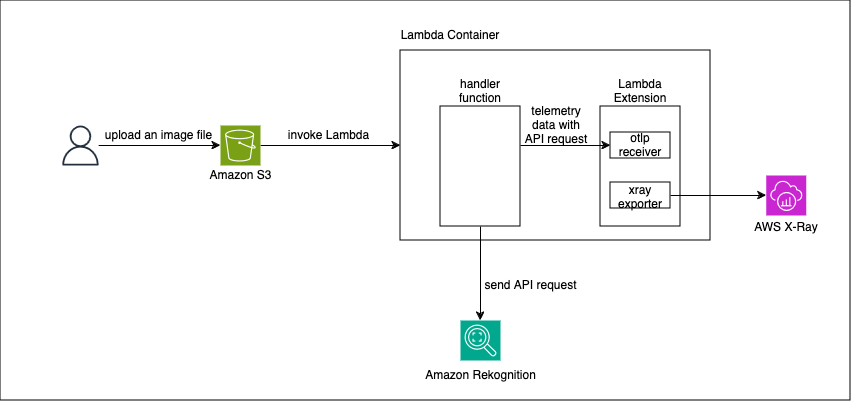 Lambda Container
handler
function
Lambda
Extension
upload an image file
invoke Lambda
telemetry
data with
API request
otlp
receiver
Amazon S3
xray
exporter
AWS X-Ray
send API request
Amazon Rekognition